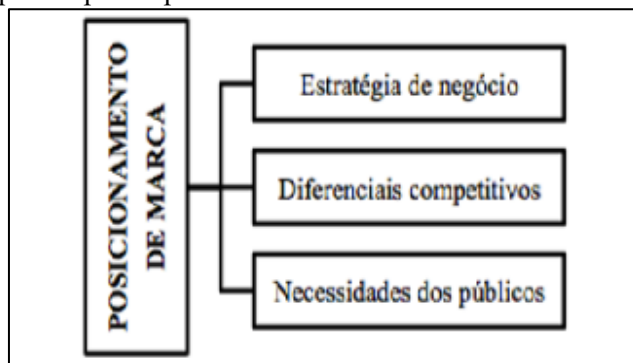 POSICIONAMENTO
DE MARCA
Estratégia de negócio
Diferenciais competitivos
Necessidades dos públicos